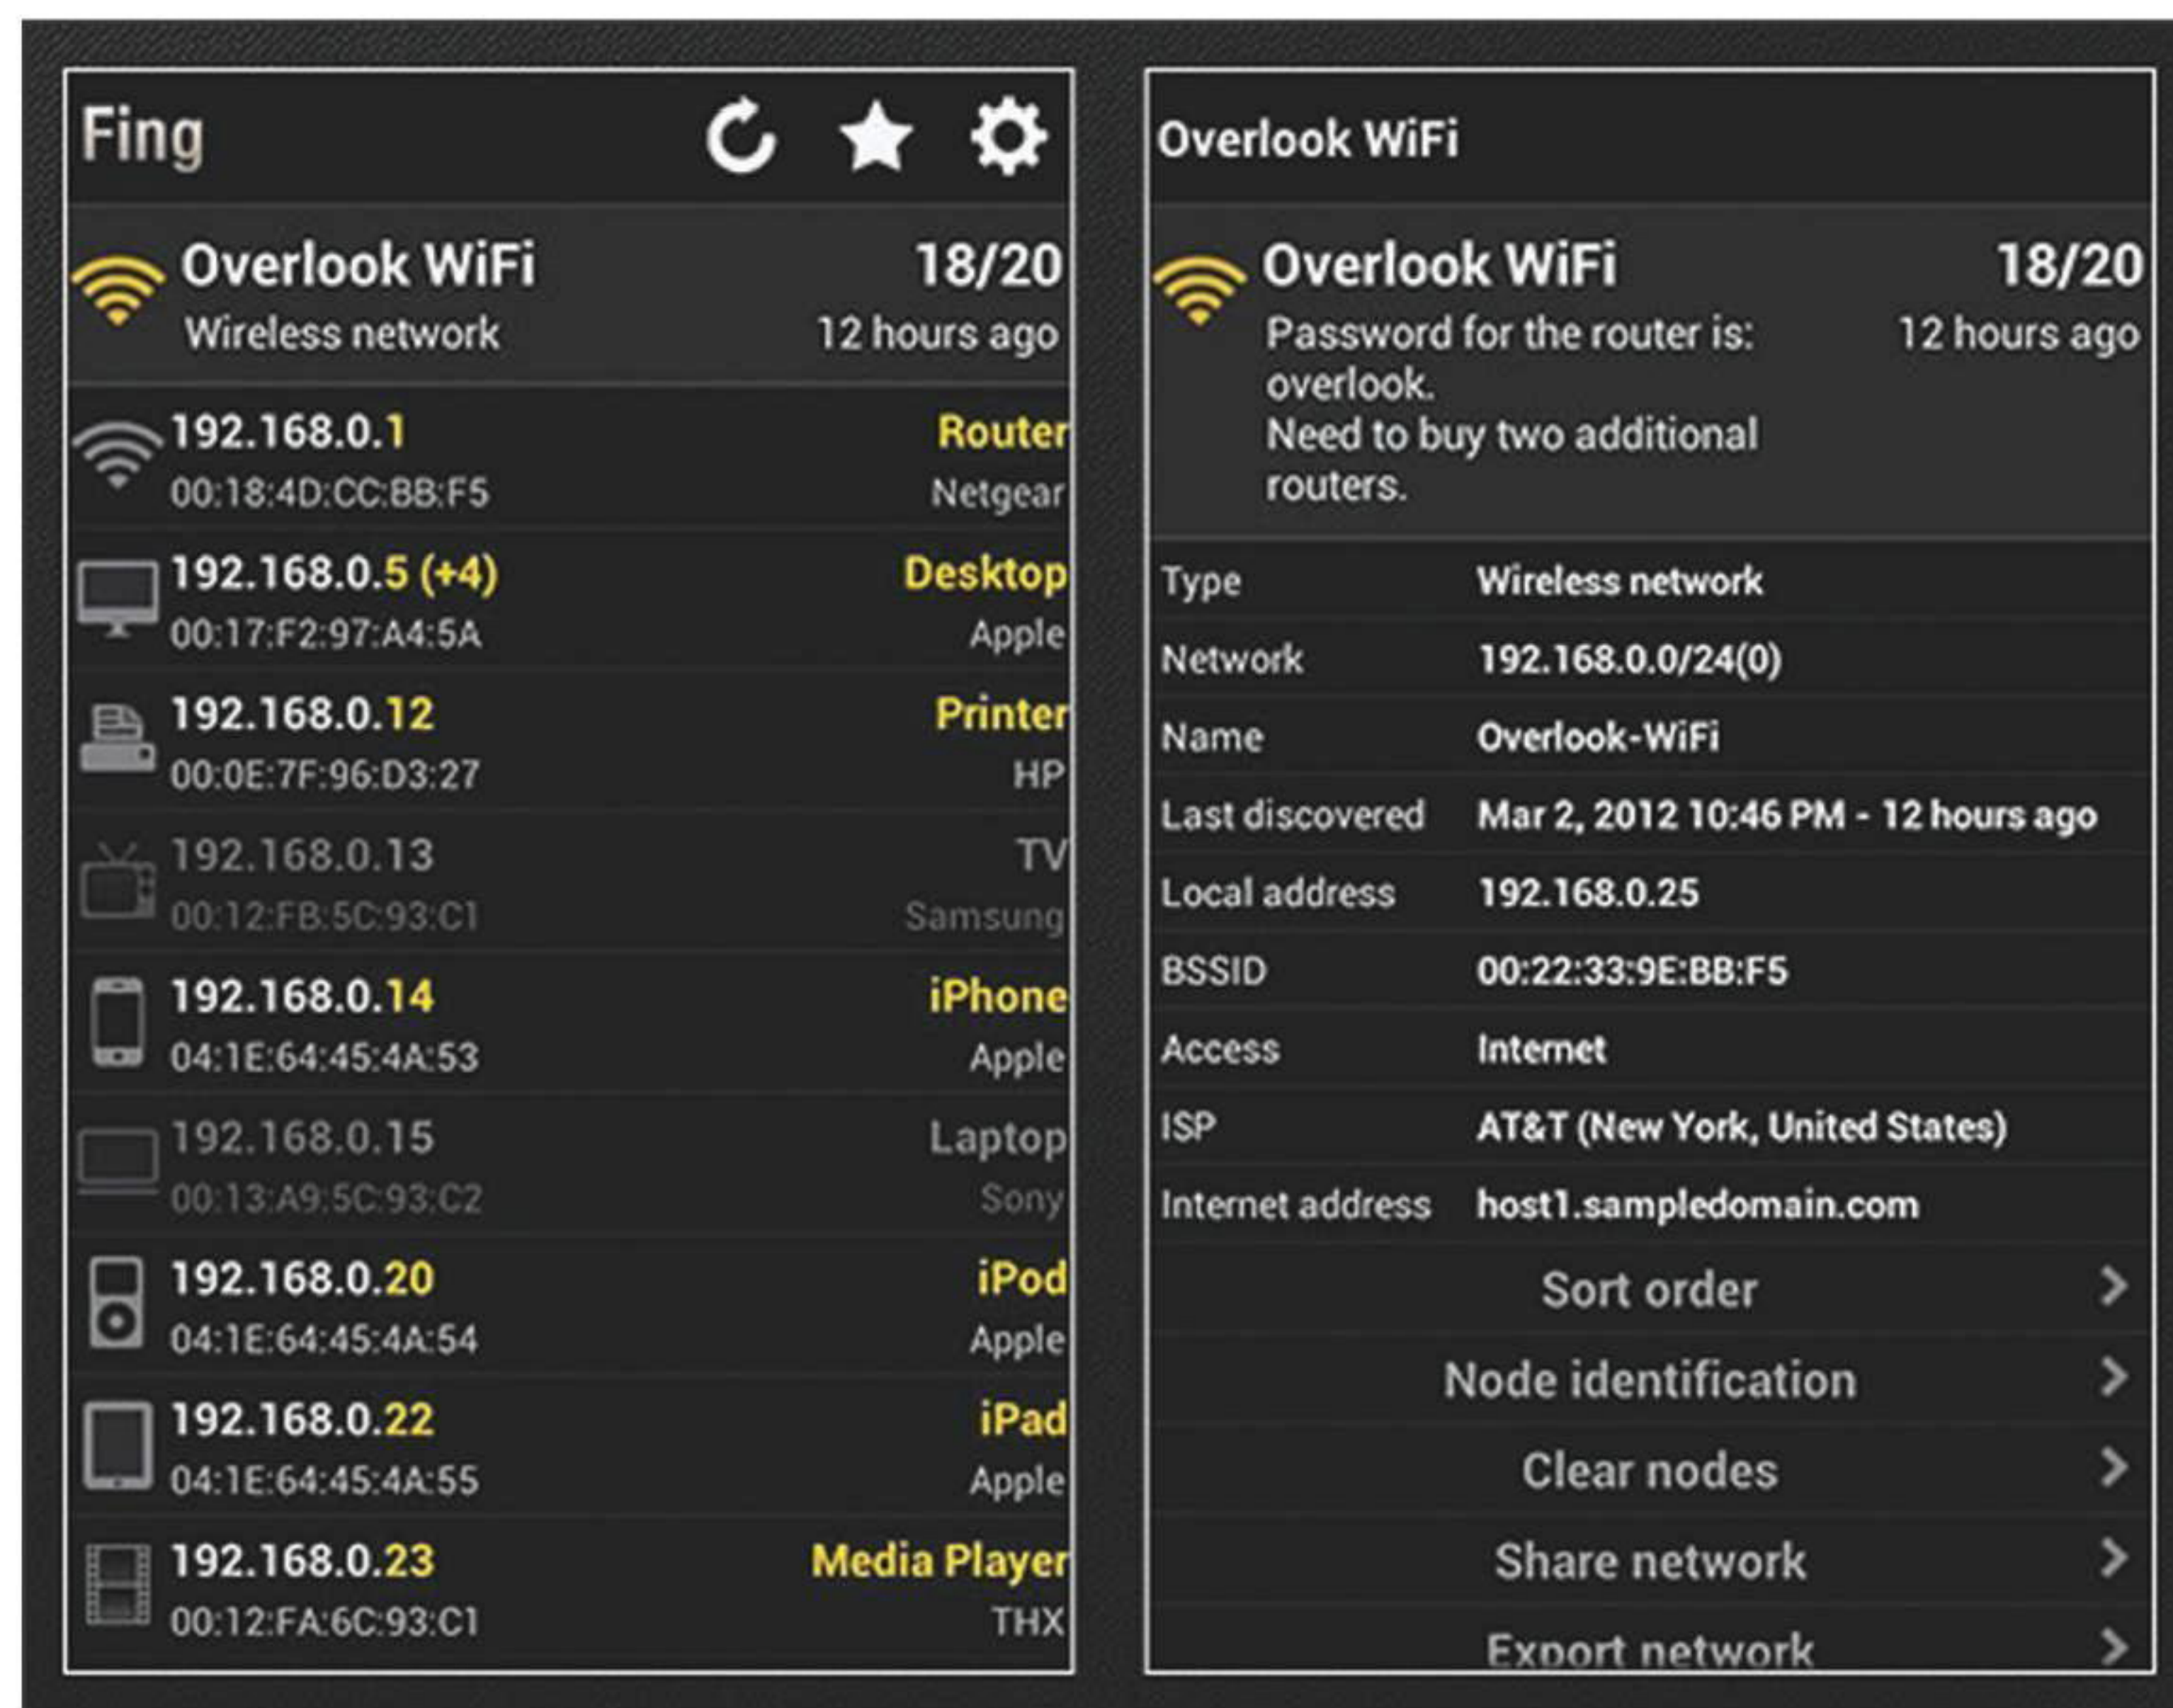 Fing
Overlook WiFi 18/20
Wireless network 12 hours ago
192.168.0.1 Router
00:18:4D:CC:BB:F5 Netgear
192.168.0.5 (+4) Desktop
00:17:F2:97:A4:5A Apple
192.168.0.12 Printer
00:0E:7F:96:D3:27 HP
192.168.0.13 TV
00:12:FB:5C:93:C1 Samsung
192.168.0.14 iPhone
04:1E:64:45:4A:53 Apple
192.168.0.15 Laptop
00:13:A9:5C:93:C2 Sony
192.168.0.20 iPod
04:1E:64:45:4A:54 Apple
192.168.0.22 iPad
04:1E:64:45:4A:55 Apple
192.168.0.23 Media Player
00:12:FA:6C:93:C1 THX
Overlook WiFi
Overlook WiFi 18/20
Password for the router is: 12 hours ago
overlook.
Need to buy two additional
routers.
Type Wireless network
Network 192.168.0.0/24(0)
Name Overlook-WiFi
Last discovered Mar 2, 2012 10:46 PM - 12 hours ago
Local address 192.168.0.25
BSSID 00:22:33:9E:BB:F5
Access Internet
ISP AT&T (New York, United States)
Internet address host1.sampledomain.com
Sort order
Node identification
Clear nodes
Share network
Export network